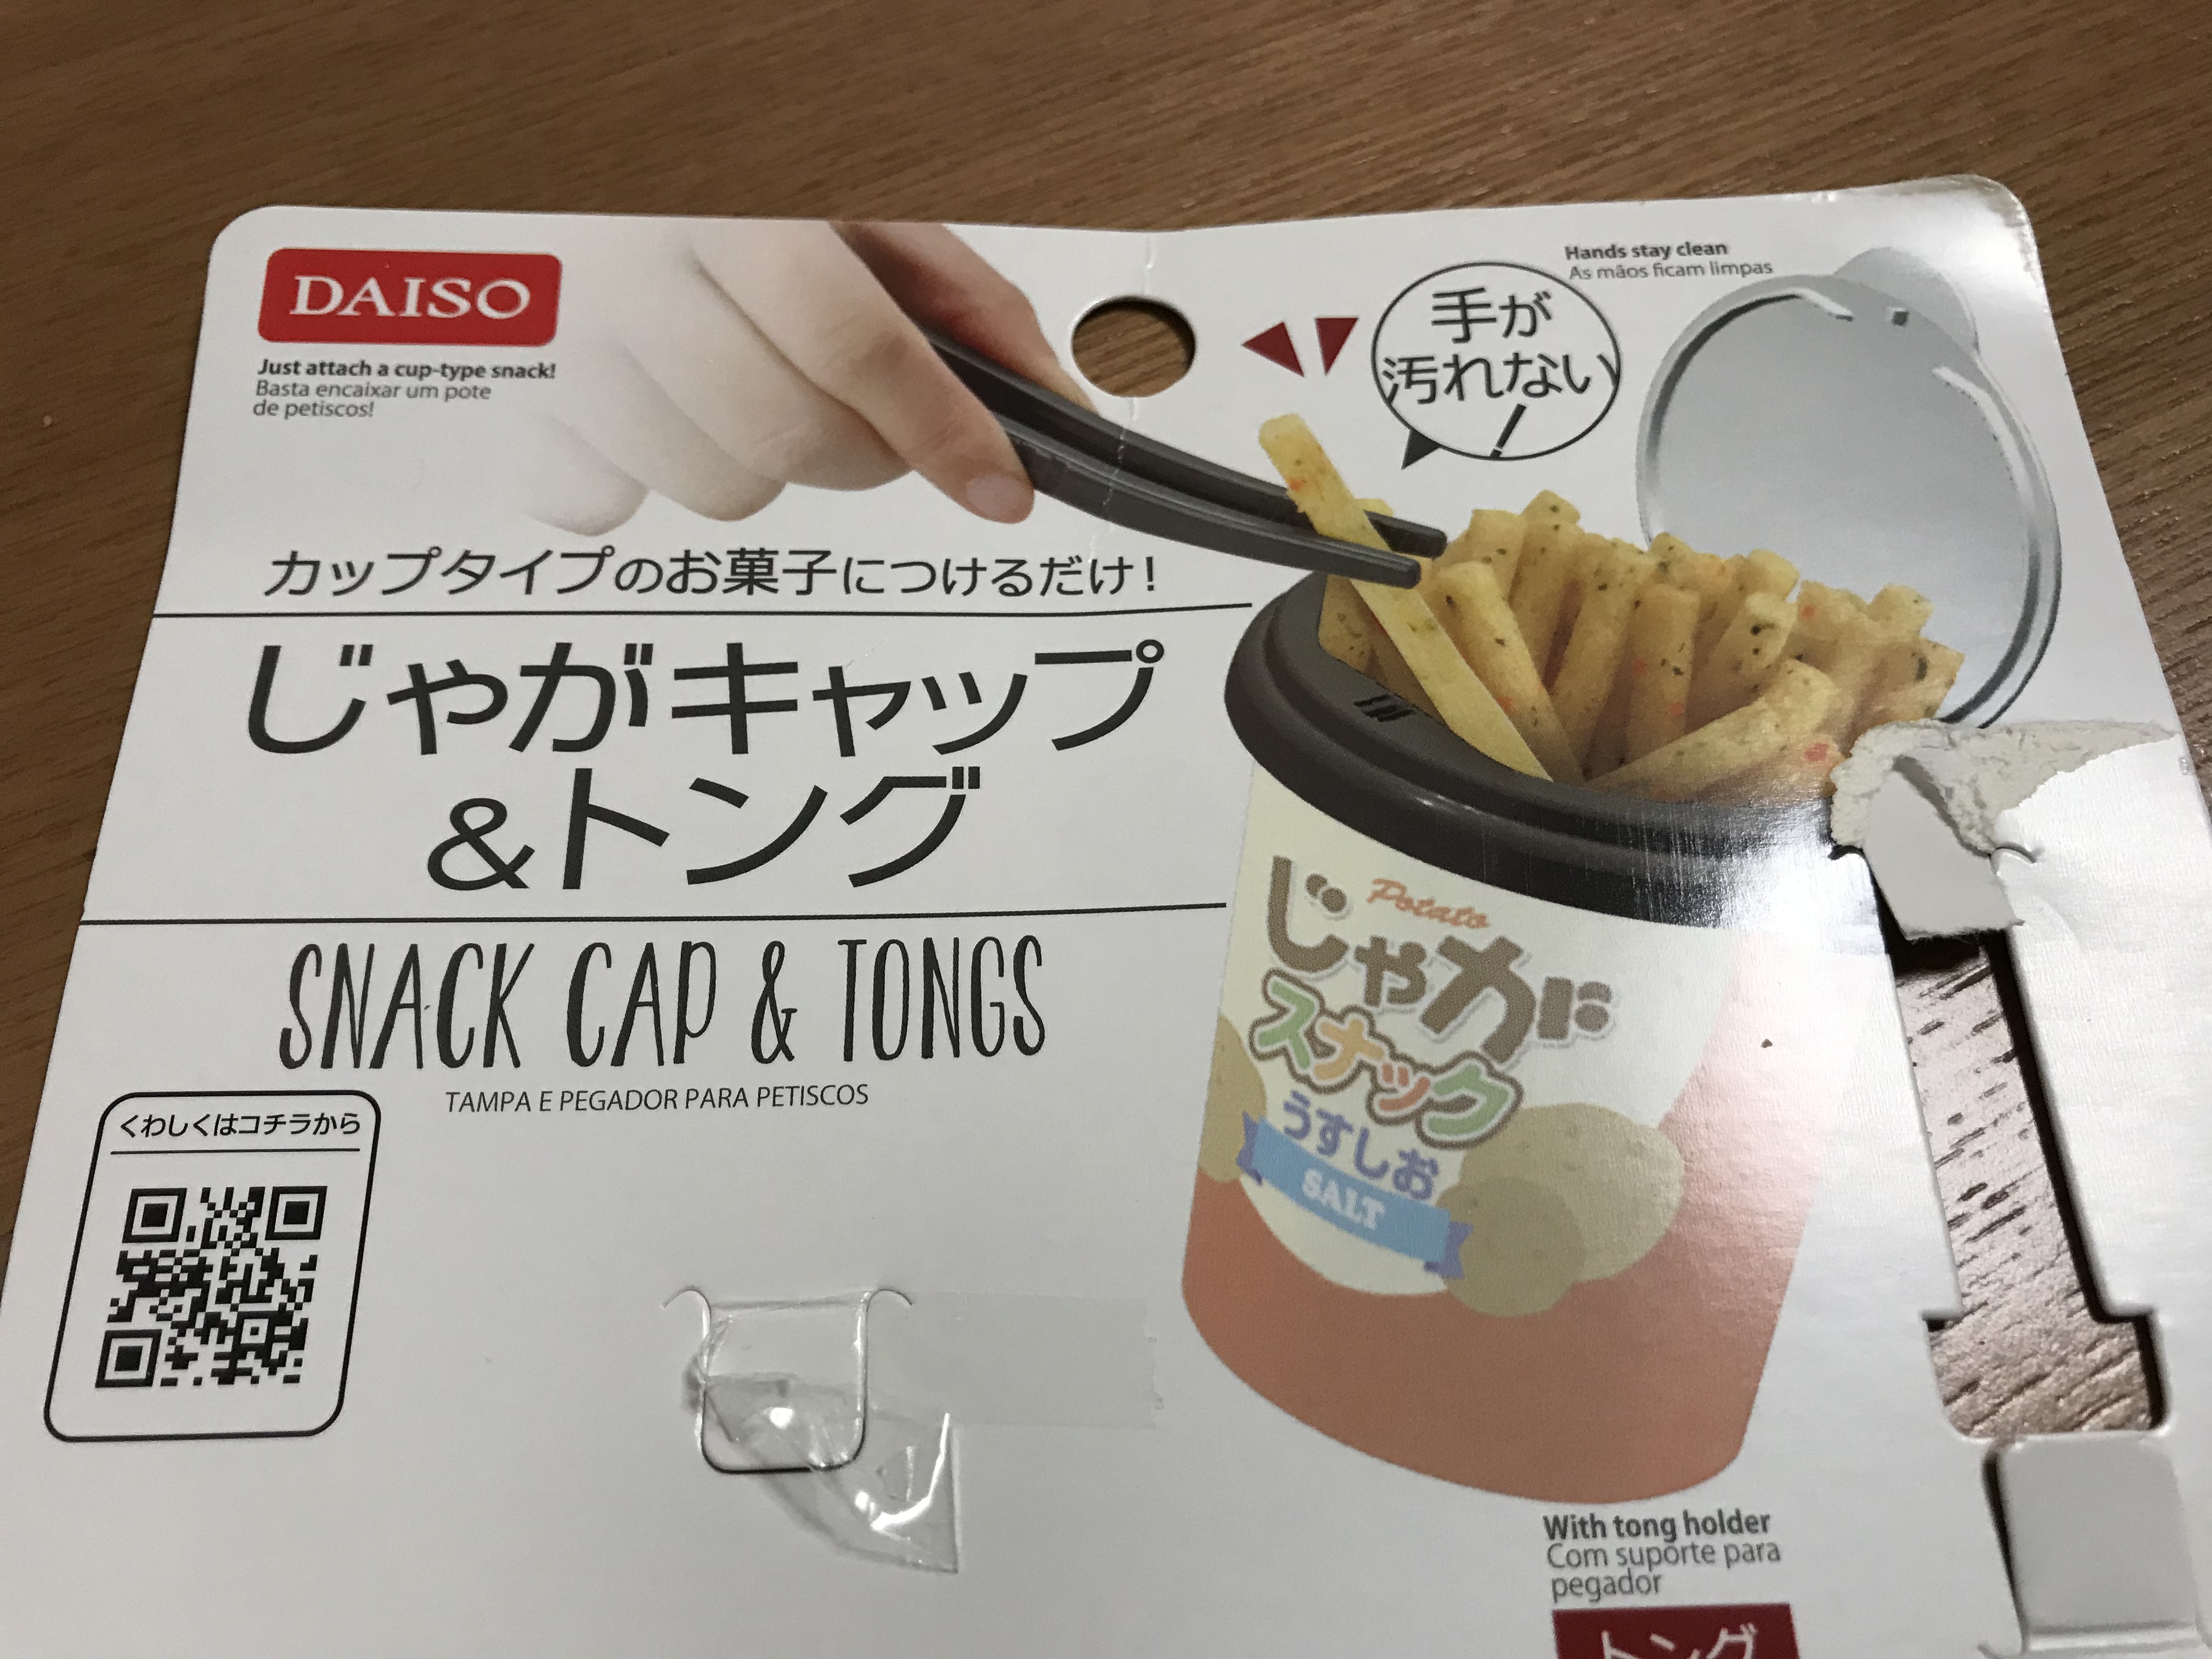 DAISO
Just attach a cup-type snack!
Basta encaixar um pote
de petiscos!
Hands stay clean
As mãos ficam limpas
手が
汚れない
!
カップタイプのお菓子につけるだけ!
じゃがキャップ
&トング
SNACK CAP & TONGS
TAMPA E PEGADOR PARA PETISCOS
くわしくはコチラから
Potato
じゃが
スナック
うすしお
SALT
With tong holder
Com suporte para
pegador
トング